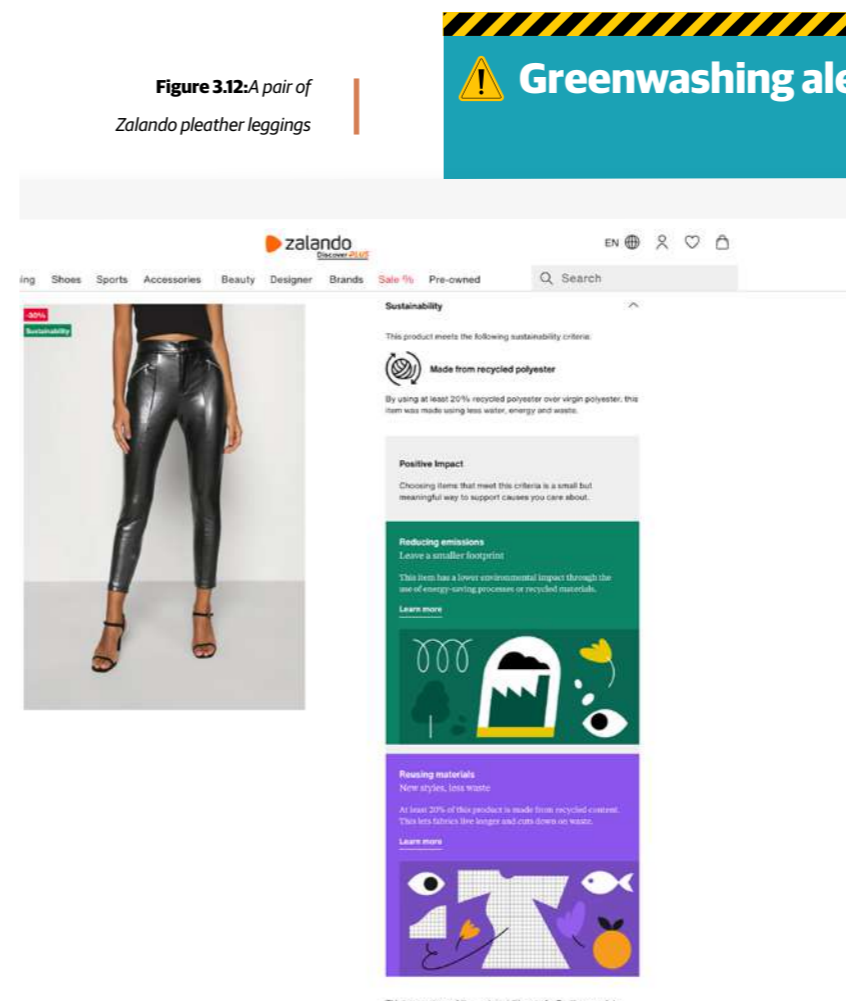 Figure 3.12: A pair of
Zalando pleather leggings
Greenwashing ale
zalando
Discover PLUS
EN
ing Shoes Sports Accessories Beauty Designer Brands Sale % Pre-owned Search
-30%
Sustainability
Sustainability
This product meets the following sustainability criteria:
Made from recycled polyester
By using at least 20% recycled polyester over virgin polyester, this
item was made using less water, energy and waste.
Positive Impact
Choosing items that meet this criteria is a small but
meaningful way to support causes you care about.
Reducing emissions
Leave a smaller footprint
This item has a lower environmental impact through the
use of energy-saving processes or recycled materials.
Learn more
Reusing materials
New styles, less waste
At least 20% of this product is made from recycled content.
This lets fabrics live longer and cuts down on waste.
Learn more